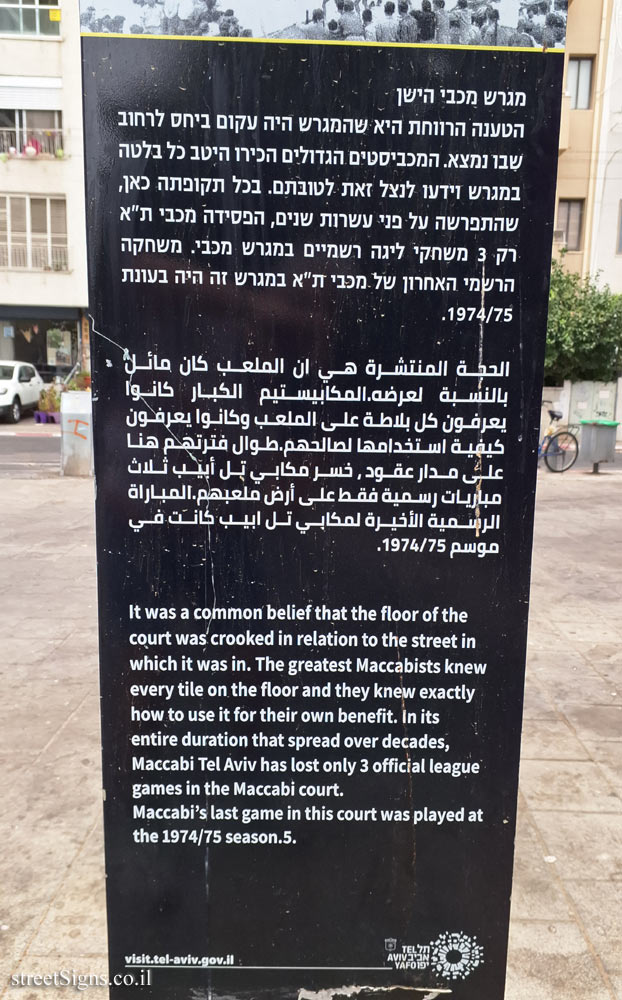 מגרש מכבי הישן
הטענה הרווחת היא שהמגרש היה עקום ביחס לרחוב
שבו נמצא. המכביסטים הגדולים הכירו היטב כל בלטה
במגרש וידעו לנצל זאת לטובתם. בכל תקופתה כאן,
שהתפרשה על פני עשרות שנים, הפסידה מכבי ת״א
רק 3 משחקי ליגה רשמיים במגרש מכבי. משחקה
הרשמי האחרון של מכבי ת״א במגרש זה היה בעונת
1974/75.
الحجة المنتشرة هي ان الملعب كان مائل
بالنسبة لعرضه.المكابيستيم الكبار كانوا
يعرفون كل بلاطة على الملعب وكانوا يعرفون
كيفية استخدامها لصالحهم.طوال فترتهم هنا
على مدار عقود , خسر مكابي تل أبيب ثلاث
مباريات رسمية فقط على أرض ملعبهم.المباراة
الرسمية الأخيرة لمكابي تل ابيب كانت في
موسم 1974/75.
It was a common belief that the floor of the
court was crooked in relation to the street in
which it was in. The greatest Maccabists knew
every tile on the floor and they knew exactly
how to use it for their own benefit. In its
entire duration that spread over decades,
Maccabi Tel Aviv has lost only 3 official league
games in the Maccabi court.
Maccabi's last game in this court was played at
the 1974/75 season.5.
visit.tel-aviv.gov.il
TEL תל
AVIV אביב
YAFO יפו
streetSigns.co.il